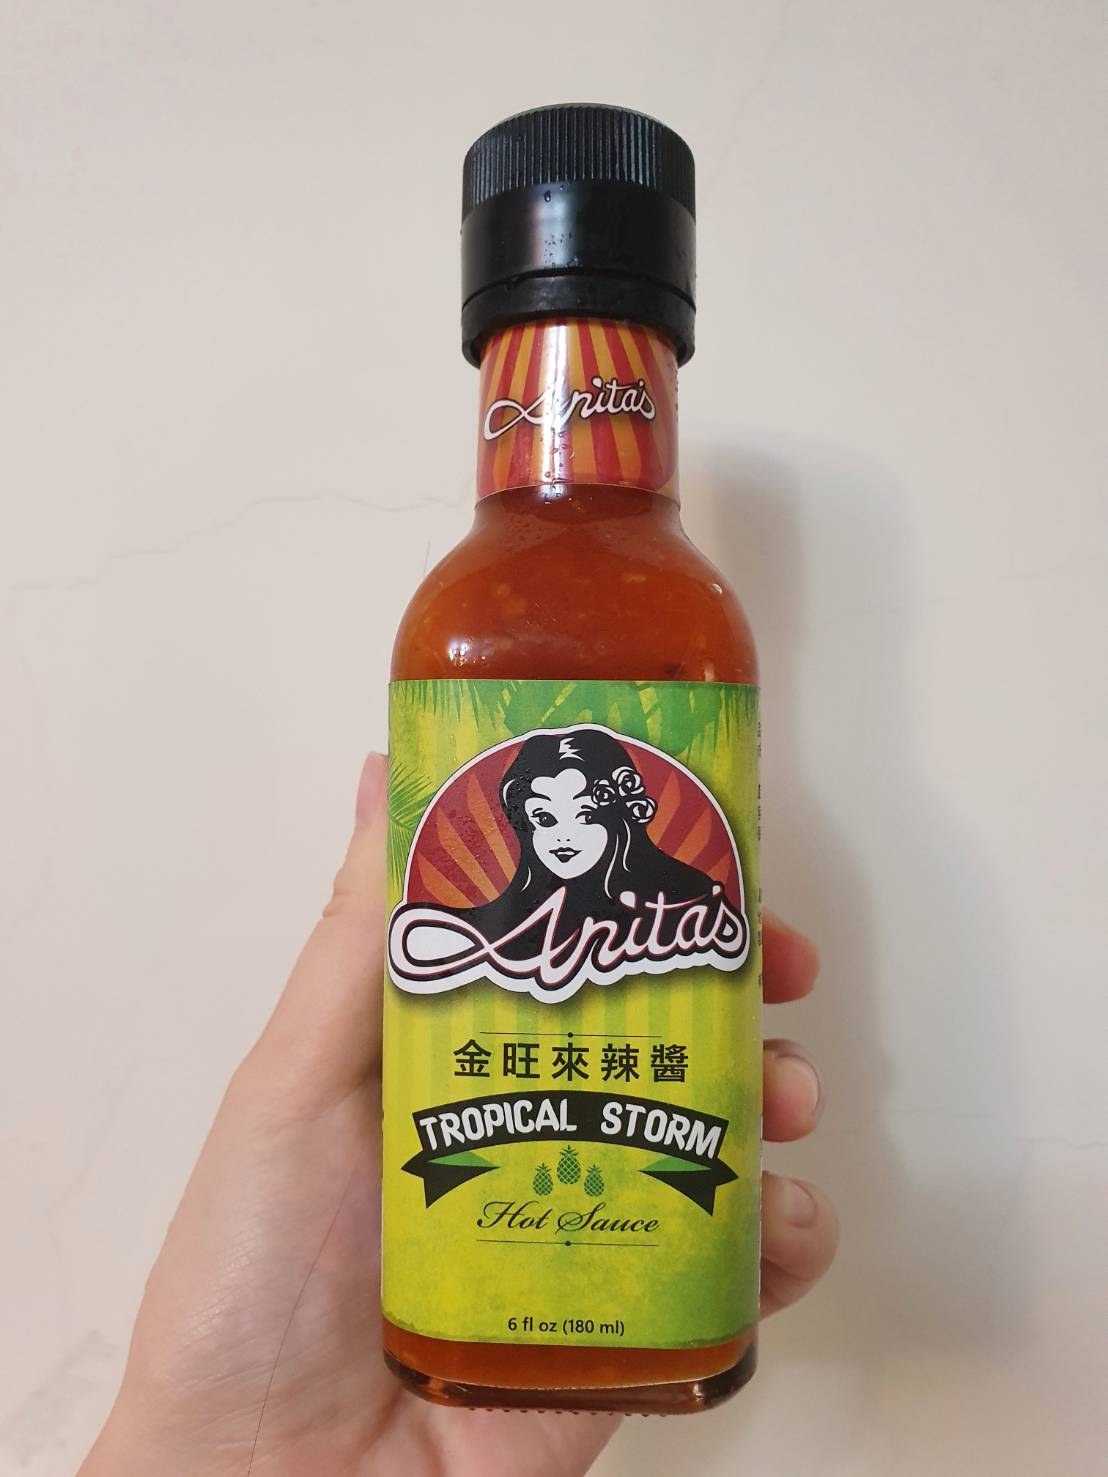 Anita's
Anita's
金旺來辣醬
TROPICAL STORM
Hot Sauce
6 fl oz (180 ml)